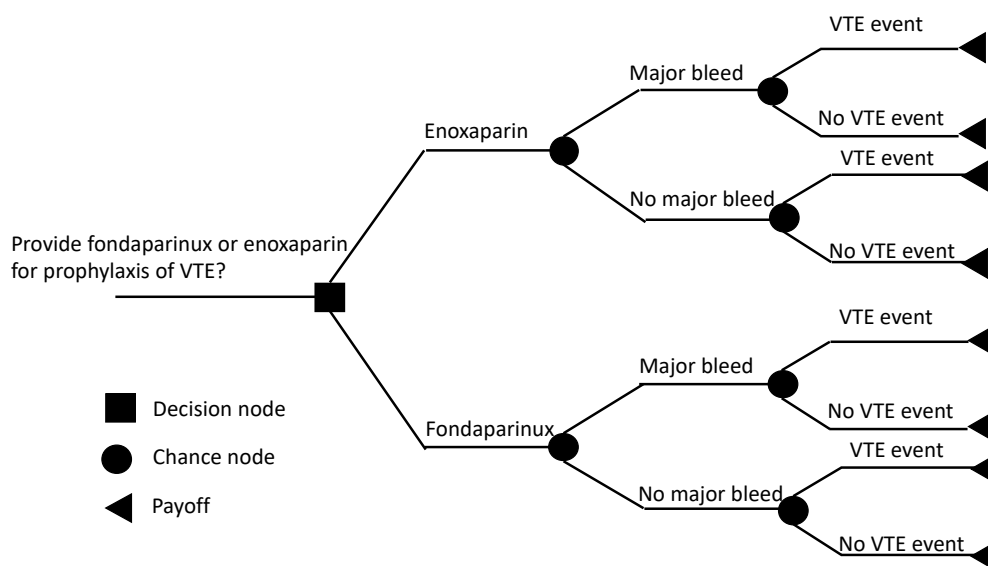 VTE event
Major bleed
No VTE event
Enoxaparin
VTE event
No major bleed
No VTE event
Provide fondaparinux or enoxaparin
for prophylaxis of VTE?
VTE event
Major bleed
No VTE event
Fondaparinux
VTE event
No major bleed
No VTE event
Decision node
Chance node
Payoff